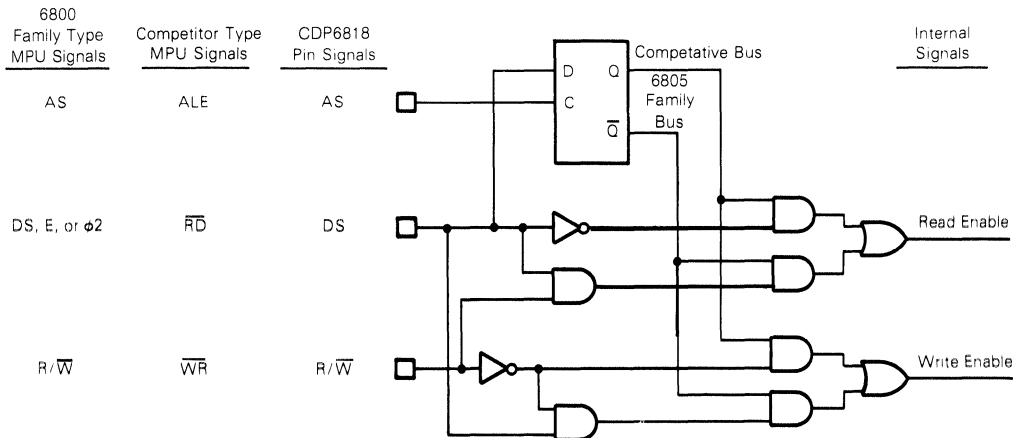 6800
Family Type
MPU Signals
Competitor Type
MPU Signals
CDP6818
Pin Signals
Internal
Signals
AS
ALE
AS
D
Q
C
Q̅
Competative Bus
6805
Family
Bus
DS, E, or ϕ2
R̅D̅
DS
Read Enable
R/W̅
W̅R̅
R/W̅
Write Enable